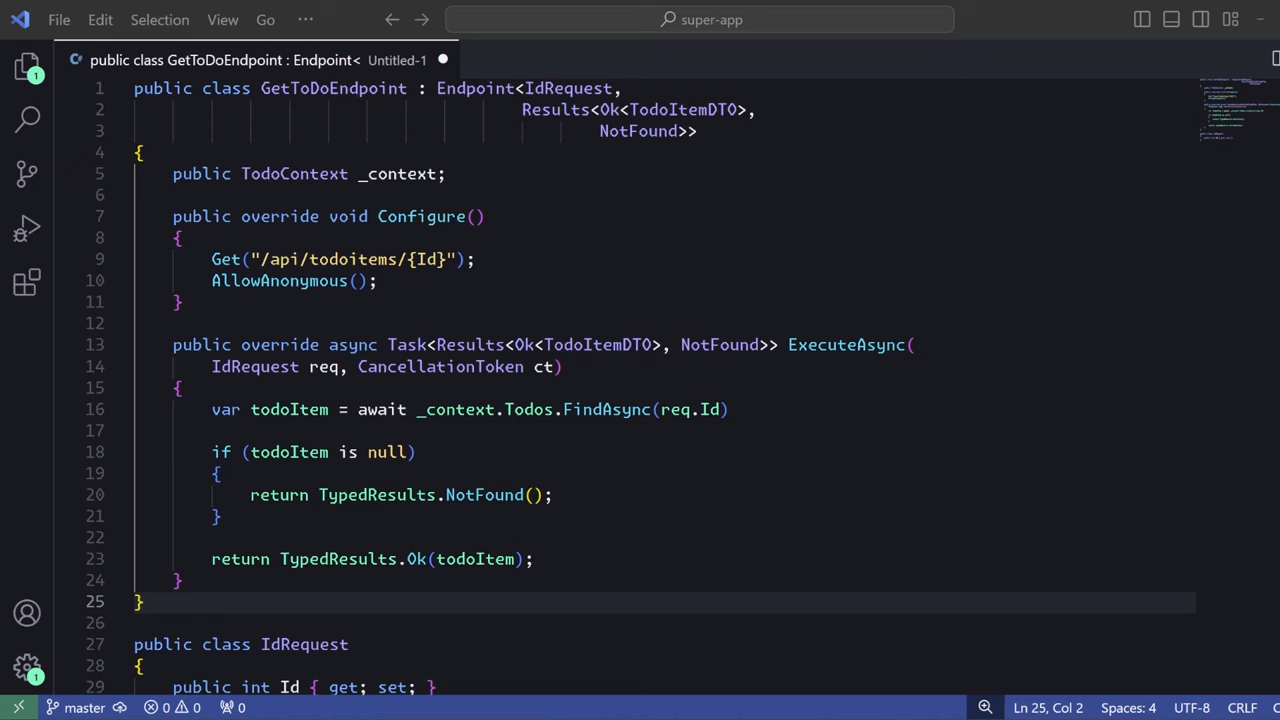 File Edit Selection View Go ··· super-app
public class GetToDoEndpoint : Endpoint< Untitled-1
1 public class GetToDoEndpoint : Endpoint<IdRequest,
2 Results<Ok<TodoItemDTO>,
3 NotFound>>
4 {
5 public TodoContext _context;
6
7 public override void Configure()
8 {
9 Get("/api/todoitems/{Id}");
10 AllowAnonymous();
11 }
12
13 public override async Task<Results<Ok<TodoItemDTO>, NotFound>> ExecuteAsync(
14 IdRequest req, CancellationToken ct)
15 {
16 var todoItem = await _context.Todos.FindAsync(req.Id)
17
18 if (todoItem is null)
19 {
20 return TypedResults.NotFound();
21 }
22
23 return TypedResults.Ok(todoItem);
24 }
25 }
26
27 public class IdRequest
28 {
29 public int Id { get; set; }
1
1
master 0 0 0 Ln 25, Col 2 Spaces: 4 UTF-8 CRLF